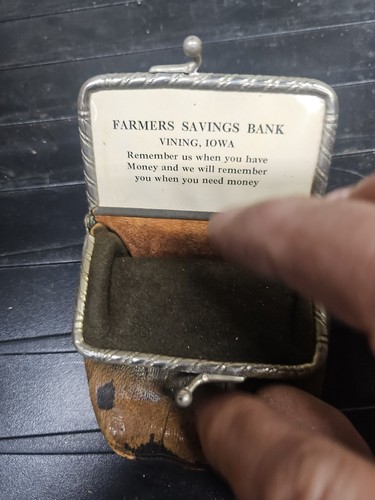 FARMERS SAVINGS BANK
VINING, IOWA
Remember us when you have
Money and we will remember
you when you need money